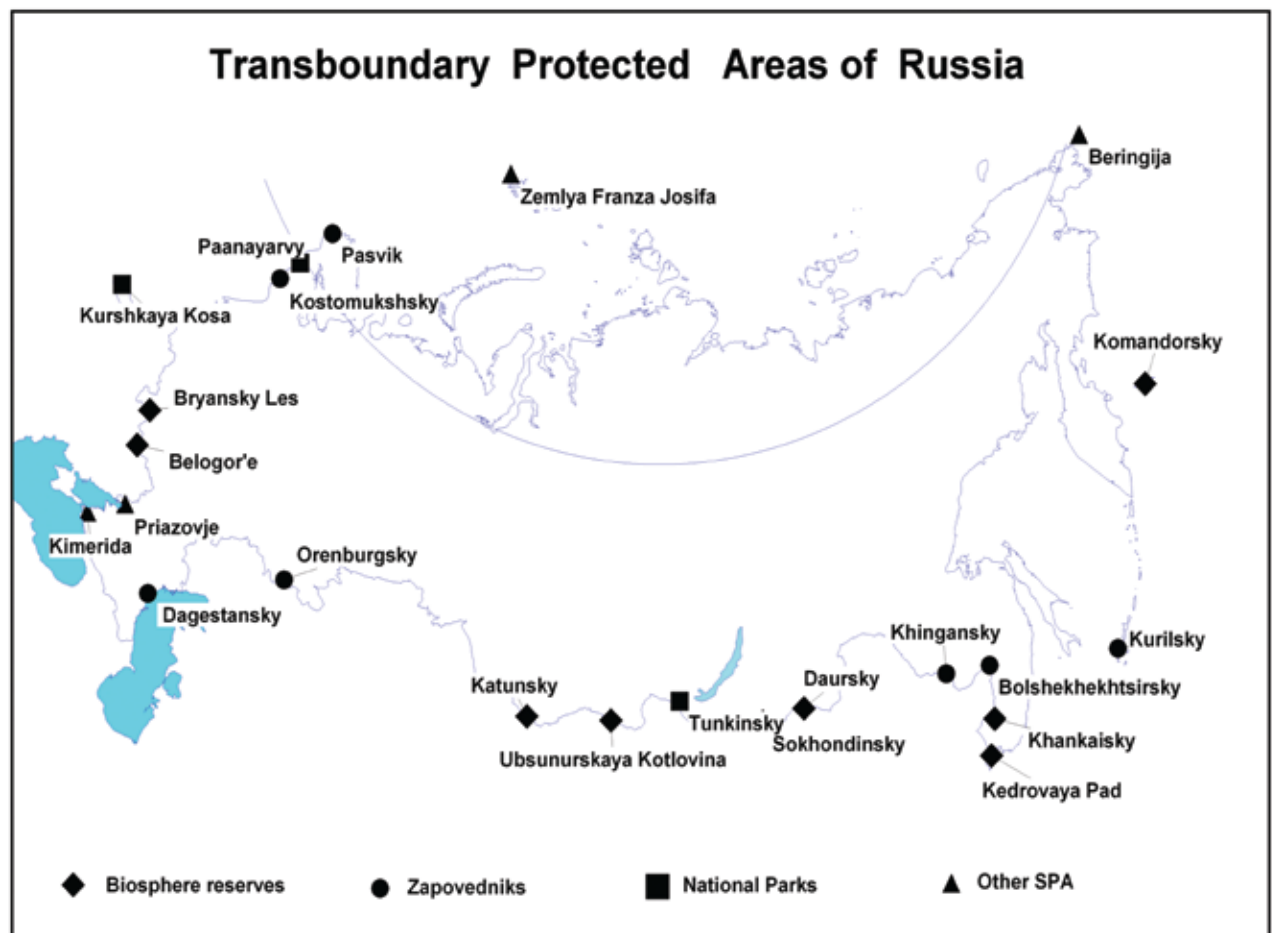 Transboundary Protected Areas of Russia
Beringija
Zemlya Franza Josifa
Paanayarvy
Pasvik
Kostomukshsky
Kurshkaya Kosa
Komandorsky
Bryansky Les
Belogor'e
Priazovje
Kimerida
Orenburgsky
Dagestansky
Khingansky
Kurilsky
Bolshekhekhtsirsky
Katunsky
Daursky
Tunkinsky
Sokhondinsky
Khankaisky
Ubsunurskaya Kotlovina
Kedrovaya Pad
Biosphere reserves
Zapovedniks
National Parks
Other SPA